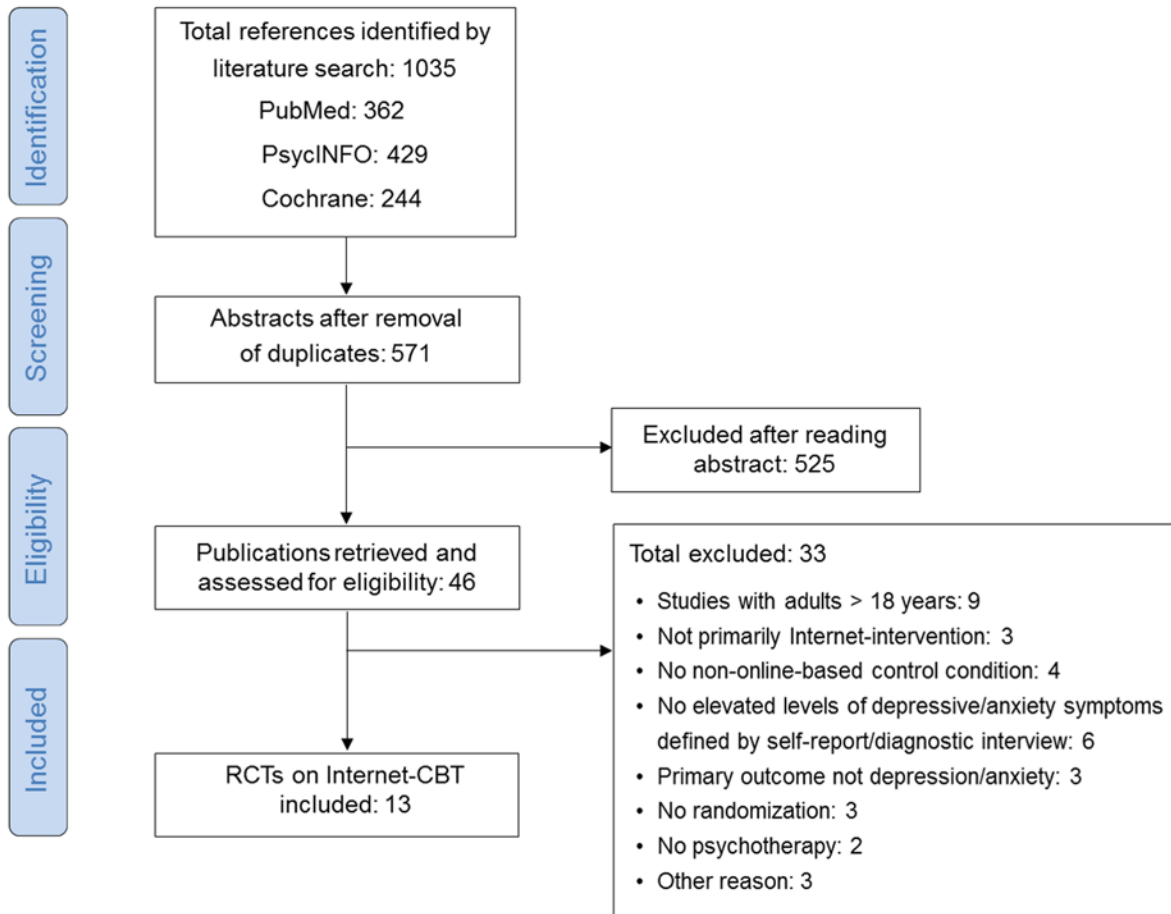 Identification
Total references identified by
literature search: 1035
PubMed: 362
PsycINFO: 429
Cochrane: 244
Screening
Abstracts after removal
of duplicates: 571
Excluded after reading
abstract: 525
Eligibility
Publications retrieved and
assessed for eligibility: 46
Total excluded: 33
• Studies with adults > 18 years: 9
• Not primarily Internet-intervention: 3
• No non-online-based control condition: 4
• No elevated levels of depressive/anxiety symptoms
defined by self-report/diagnostic interview: 6
• Primary outcome not depression/anxiety: 3
• No randomization: 3
• No psychotherapy: 2
• Other reason: 3
Included
RCTs on Internet-CBT
included: 13